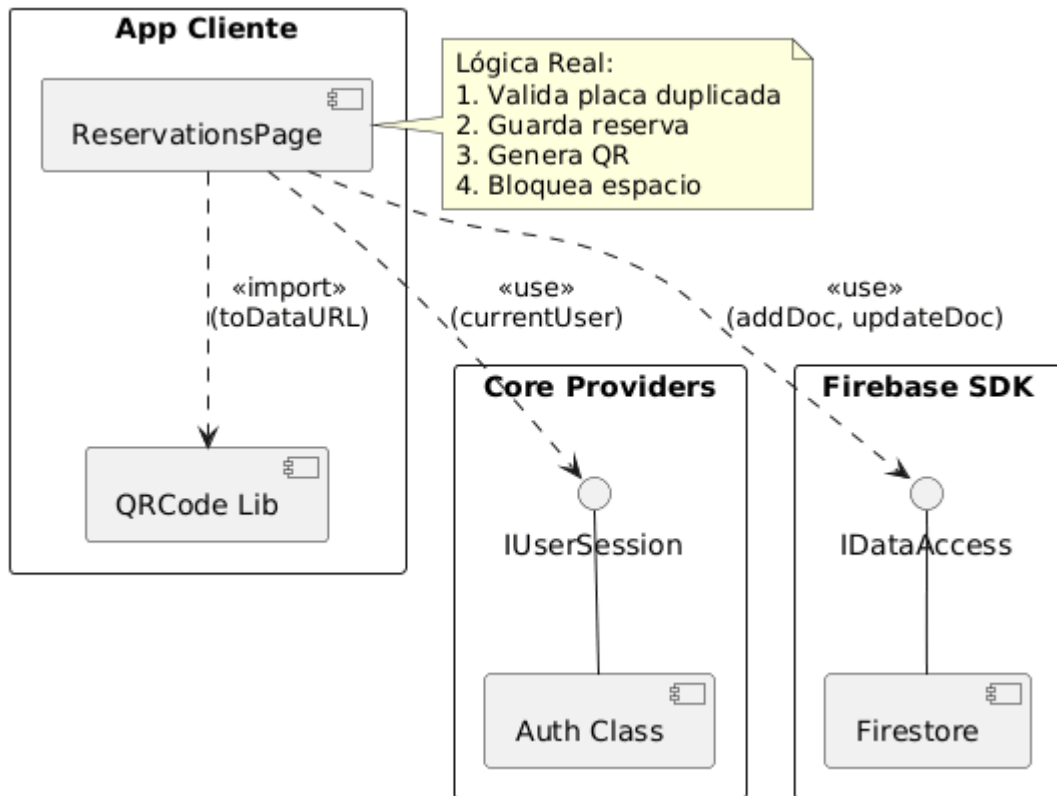 App Cliente
ReservationsPage
Lógica Real:
1. Valida placa duplicada
2. Guarda reserva
3. Genera QR
4. Bloquea espacio
«import»
(toDataURL)
«use»
(currentUser)
«use»
(addDoc, updateDoc)
Core Providers
Firebase SDK
QRCode Lib
IUserSession
IDataAccess
Auth Class
Firestore